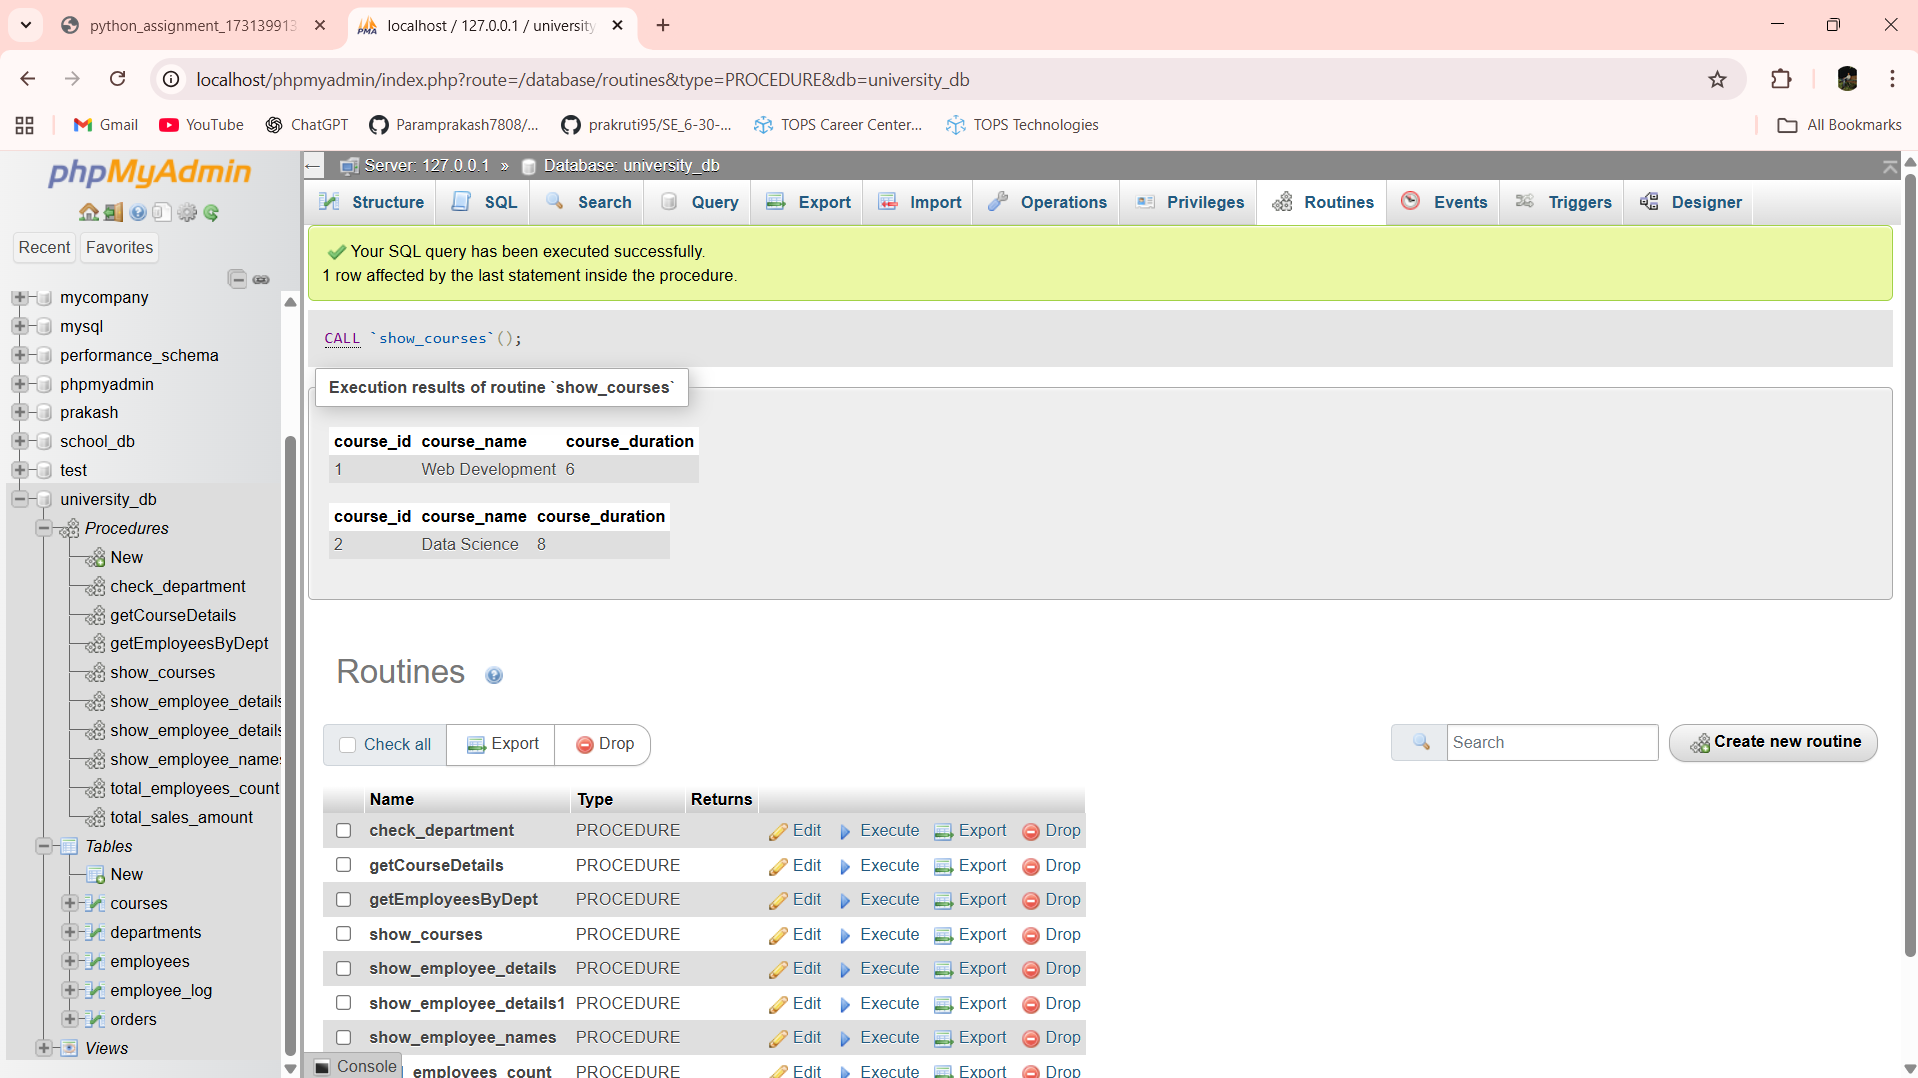 python_assignment_173139913
localhost / 127.0.0.1 / university
localhost/phpmyadmin/index.php?route=/database/routines&type=PROCEDURE&db=university_db
Gmail
YouTube
ChatGPT
Paramprakash7808/...
prakruti95/SE_6-30-...
TOPS Career Center...
TOPS Technologies
All Bookmarks
phpMyAdmin
Recent
Favorites
mycompany
mysql
performance_schema
phpmyadmin
prakash
school_db
test
university_db
Procedures
New
check_department
getCourseDetails
getEmployeesByDept
show_courses
show_employee_details
show_employee_details
show_employee_names
total_employees_count
total_sales_amount
Tables
New
courses
departments
employees
employee_log
orders
Views
Server: 127.0.0.1 » Database: university_db
Structure
SQL
Search
Query
Export
Import
Operations
Privileges
Routines
Events
Triggers
Designer
Your SQL query has been executed successfully.
1 row affected by the last statement inside the procedure.
CALL `show_courses`();
Execution results of routine `show_courses`
course_id course_name course_duration
1 Web Development 6
course_id course_name course_duration
2 Data Science 8
Routines
Check all
Export
Drop
Search
Create new routine
Name Type Returns
check_department PROCEDURE Edit Execute Export Drop
getCourseDetails PROCEDURE Edit Execute Export Drop
getEmployeesByDept PROCEDURE Edit Execute Export Drop
show_courses PROCEDURE Edit Execute Export Drop
show_employee_details PROCEDURE Edit Execute Export Drop
show_employee_details1 PROCEDURE Edit Execute Export Drop
show_employee_names PROCEDURE Edit Execute Export Drop
employees_count PROCEDURE Edit Execute Export Drop
Console